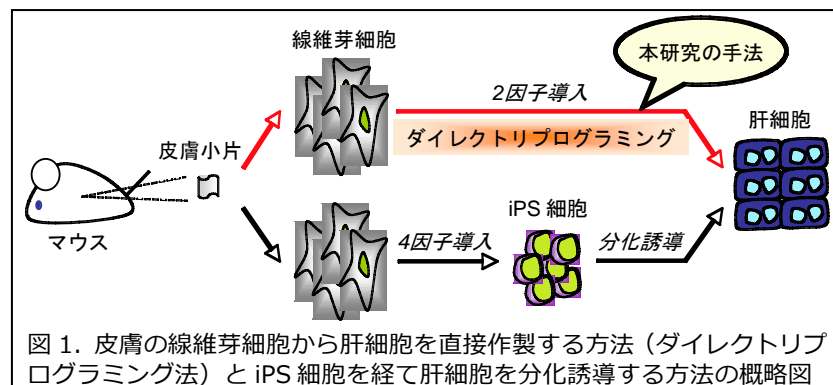 線維芽細胞
本研究の手法
2因子導入
肝細胞
ダイレクトリプログラミング
皮膚小片
マウス
iPS 細胞
4因子導入
分化誘導
図 1. 皮膚の線維芽細胞から肝細胞を直接作製する方法（ダイレクトリプ
ログラミング法）と iPS 細胞を経て肝細胞を分化誘導する方法の概略図